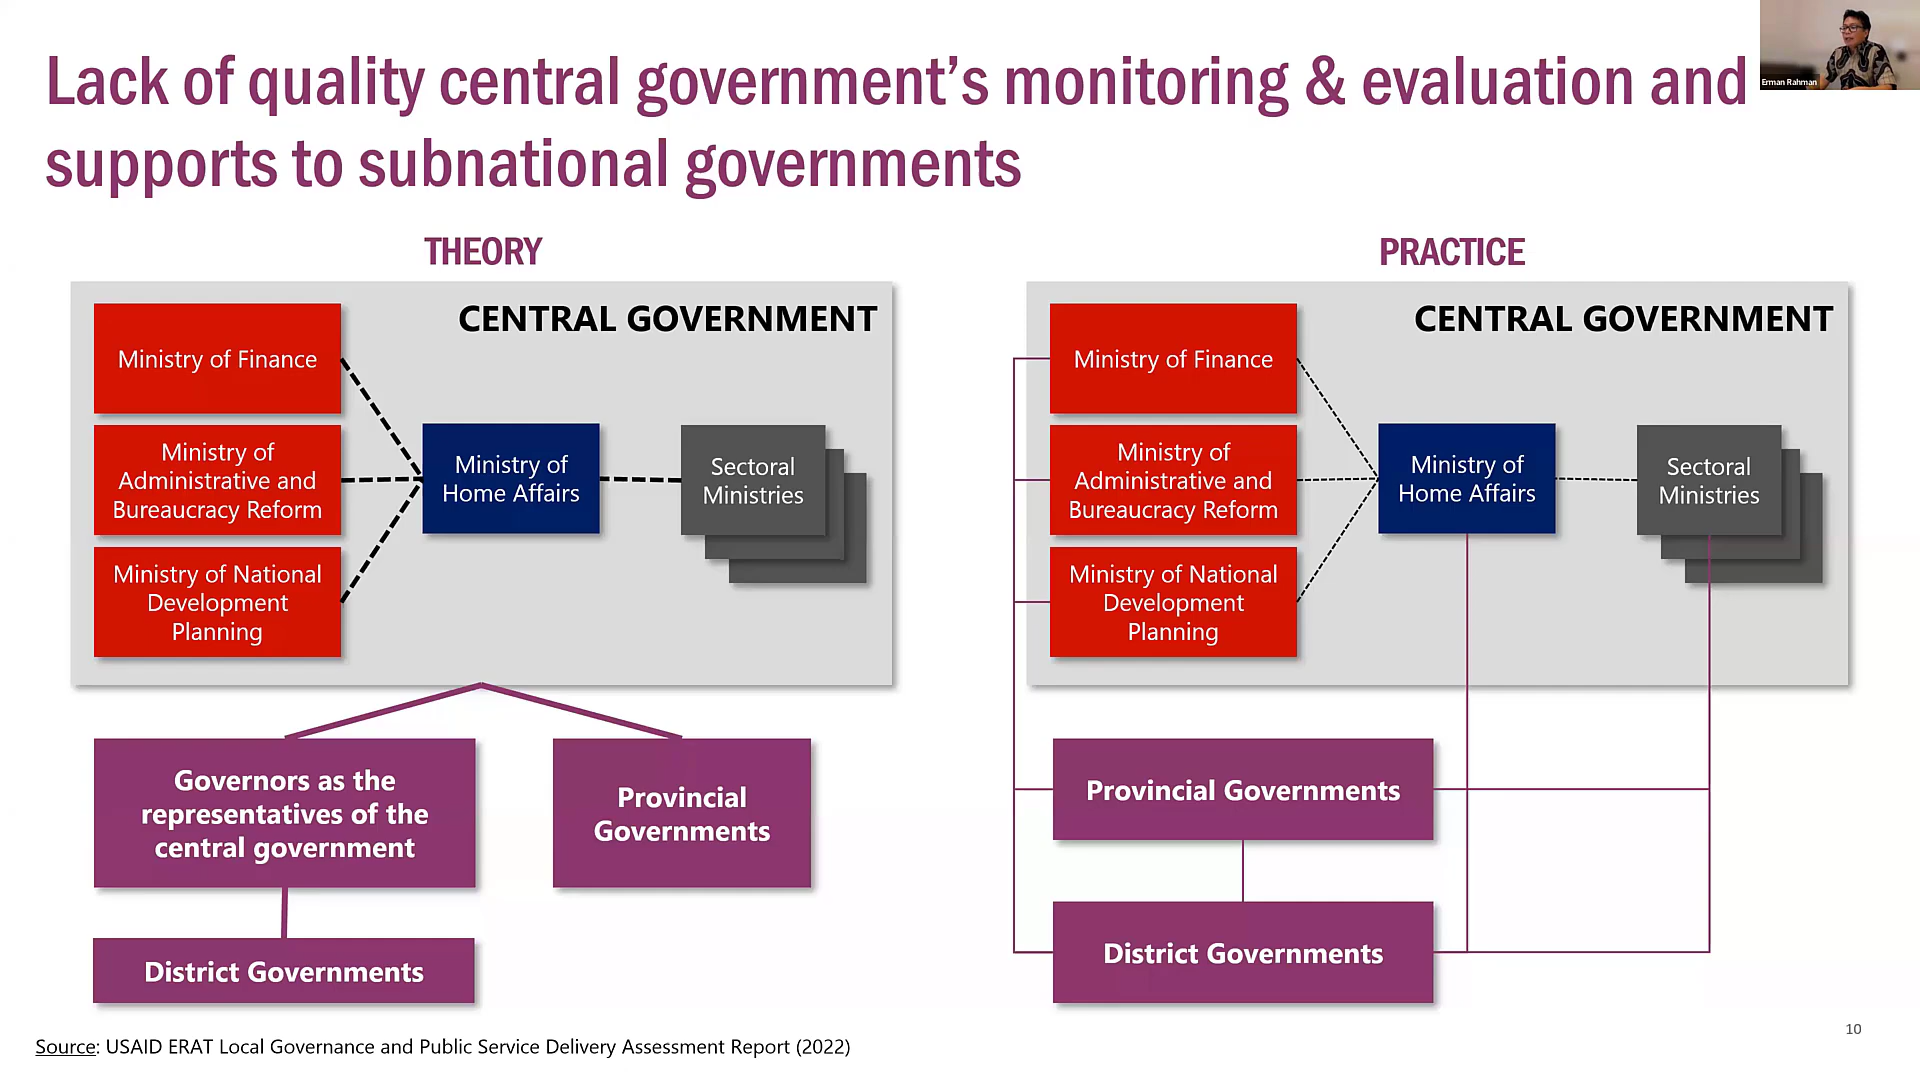 Lack of quality central government's monitoring & evaluation and
supports to subnational governments
Erman Rahman
THEORY
CENTRAL GOVERNMENT
Ministry of Finance
Ministry of
Administrative and
Bureaucracy Reform
Ministry of National
Development
Planning
Ministry of
Home Affairs
Sectoral
Ministries
Governors as the
representatives of the
central government
Provincial
Governments
District Governments
PRACTICE
CENTRAL GOVERNMENT
Ministry of Finance
Ministry of
Administrative and
Bureaucracy Reform
Ministry of National
Development
Planning
Ministry of
Home Affairs
Sectoral
Ministries
Provincial Governments
District Governments
Source: USAID ERAT Local Governance and Public Service Delivery Assessment Report (2022)
10